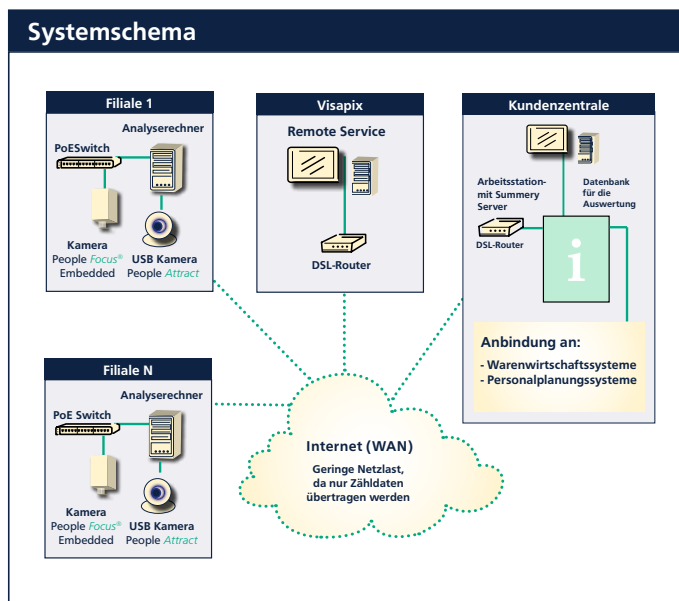 Systemschema
Filiale 1
Analyserechner
PoESwitch
Kamera
People Focus®
Embedded
USB Kamera
People Attract
Visapix
Remote Service
DSL-Router
Kundenzentrale
Arbeitsstation-
mit Summery
Server
Datenbank
für die
Auswertung
DSL-Router
i
Anbindung an:
- Warenwirtschaftssysteme
- Personalplanungssysteme
Filiale N
Analyserechner
PoE Switch
Kamera
People Focus®
Embedded
USB Kamera
People Attract
Internet (WAN)
Geringe Netzlast,
da nur Zähldaten
übertragen werden